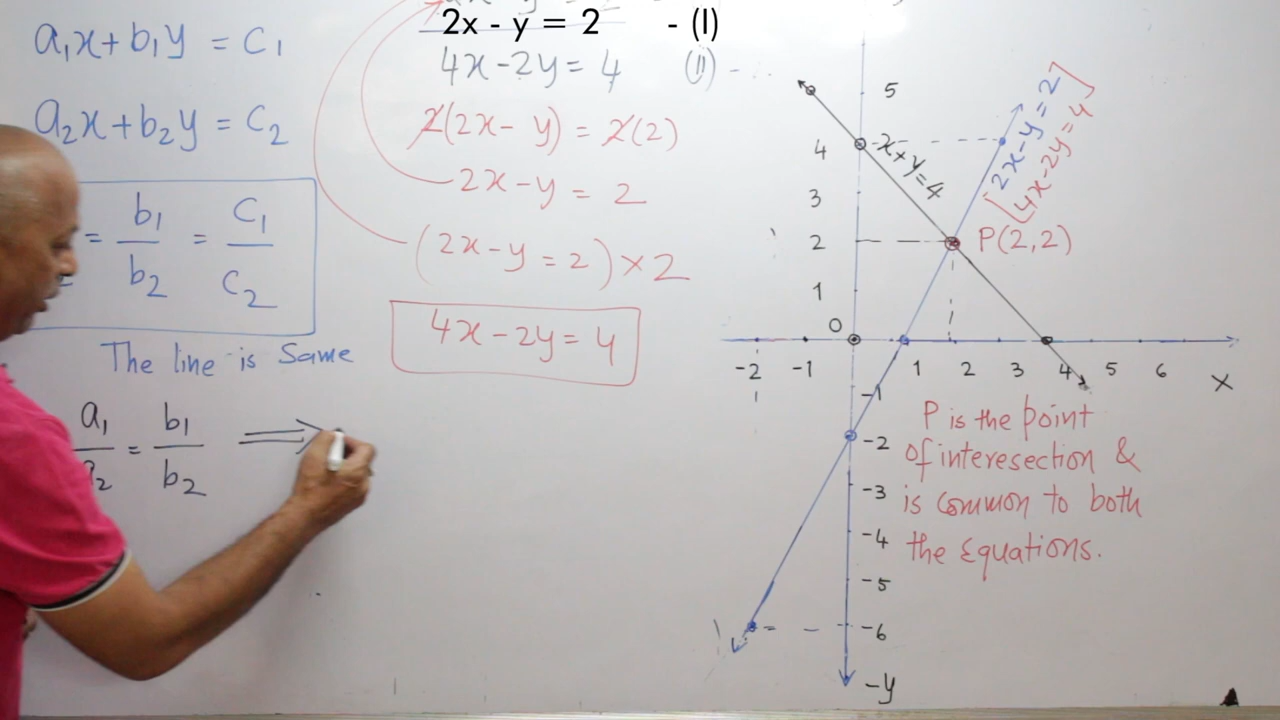 a₁x + b₁y = c₁
a₂x + b₂y = c₂
= b₁/b₂ = c₁/c₂
The line is Same
a₁/a₂ = b₁/b₂ ⟹
2x - y = 2 - (I)
4x - 2y = 4 (ii) - ..
2(2x - y) = 2(2)
2x - y = 2
(2x - y = 2) × 2
4x - 2y = 4
5
4
3
2
1
0
-2 -1 1 2 3 4 5 6 X
-1
-2
-3
-4
-5
-6
-y
x + y = 4
[2x - y = 2
4x - 2y = 4]
P(2,2)
P is the point
Of interesection &
is common to both
the Equations.